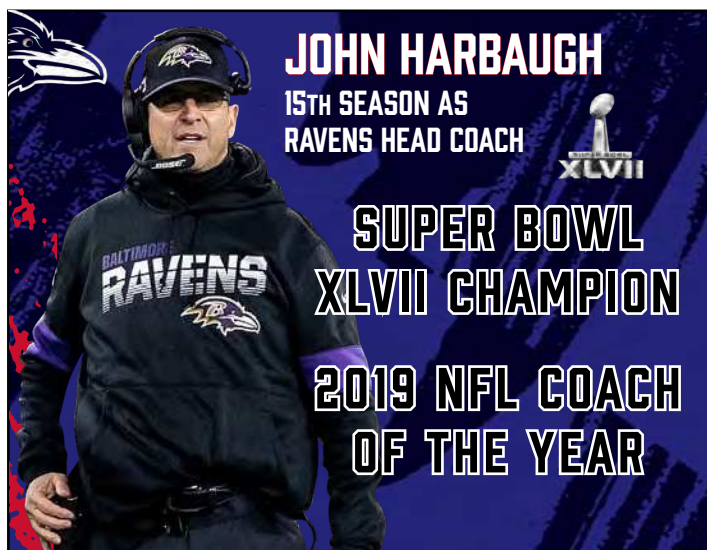 JOHN HARBAUGH
15TH SEASON AS
RAVENS HEAD COACH
SUPER BOWL
XLVII
SUPER BOWL
XLVII CHAMPION
2019 NFL COACH
OF THE YEAR
BOSE
BALTIMORE
RAVENS